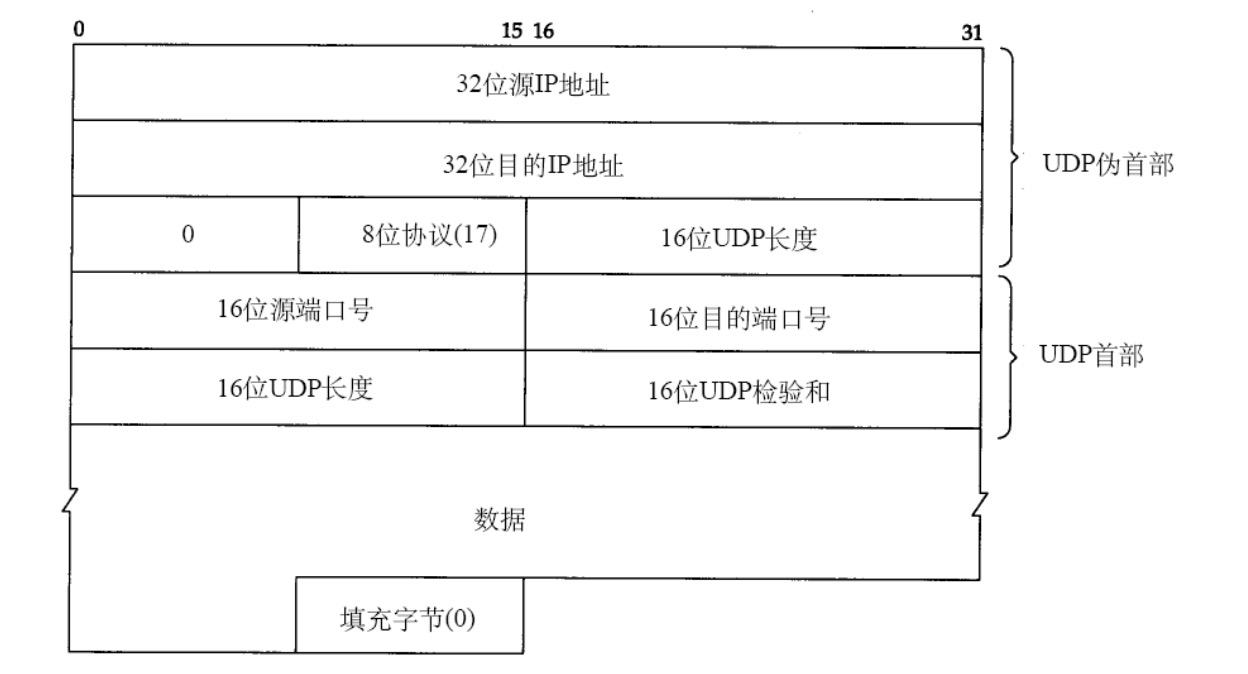 0 15 16 31
32位源IP地址
32位目的IP地址
UDP伪首部
0 8位协议(17) 16位UDP长度
16位源端口号 16位目的端口号
UDP首部
16位UDP长度 16位UDP检验和
数据
填充字节(0)